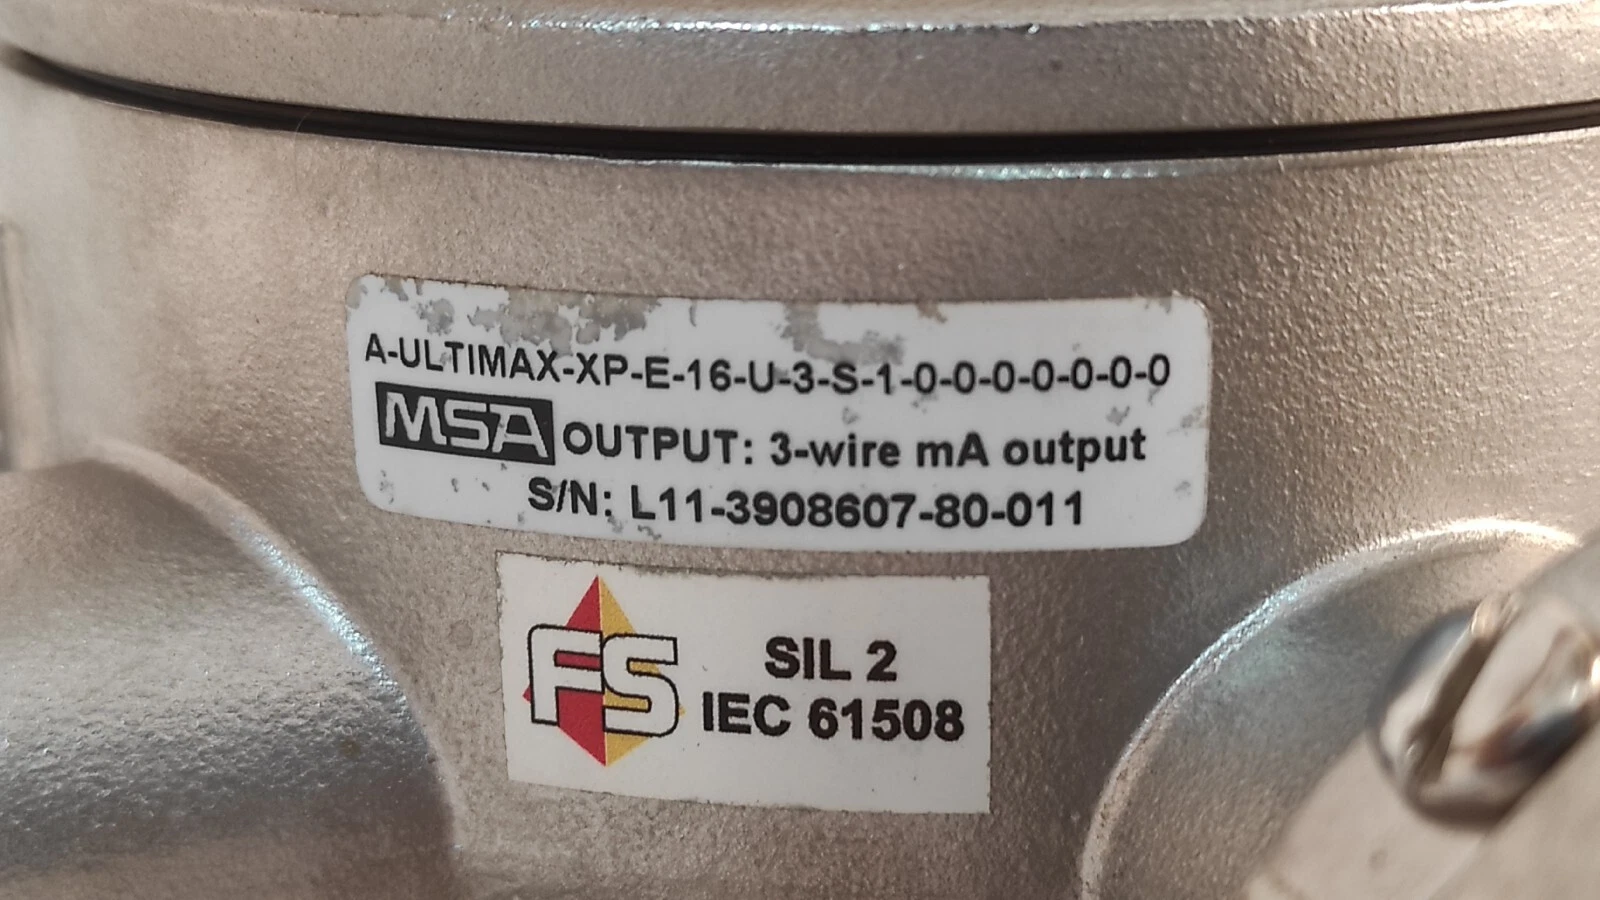 A-ULTIMAX-XP-E-16-U-3-S-1-0-0-0-0-0-0-0
MSA OUTPUT: 3-wire mA output
S/N: L11-3908607-80-011
FS
SIL 2
IEC 61508